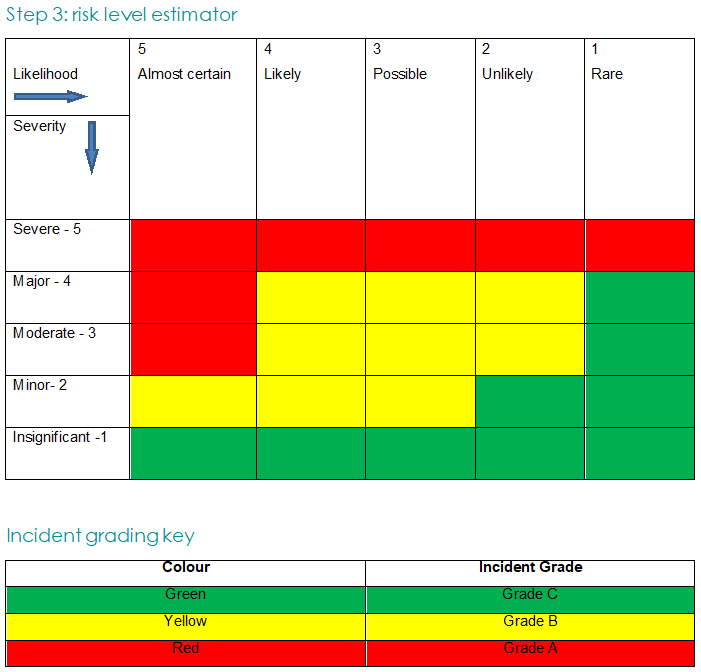 Step 3: risk level estimator
5 4 3 2 1
Likelihood Almost certain Likely Possible Unlikely Rare
Severity
Severe - 5
Major - 4
Moderate - 3
Minor- 2
Insignificant -1
Incident grading key
Colour Incident Grade
Green Grade C
Yellow Grade B
Red Grade A